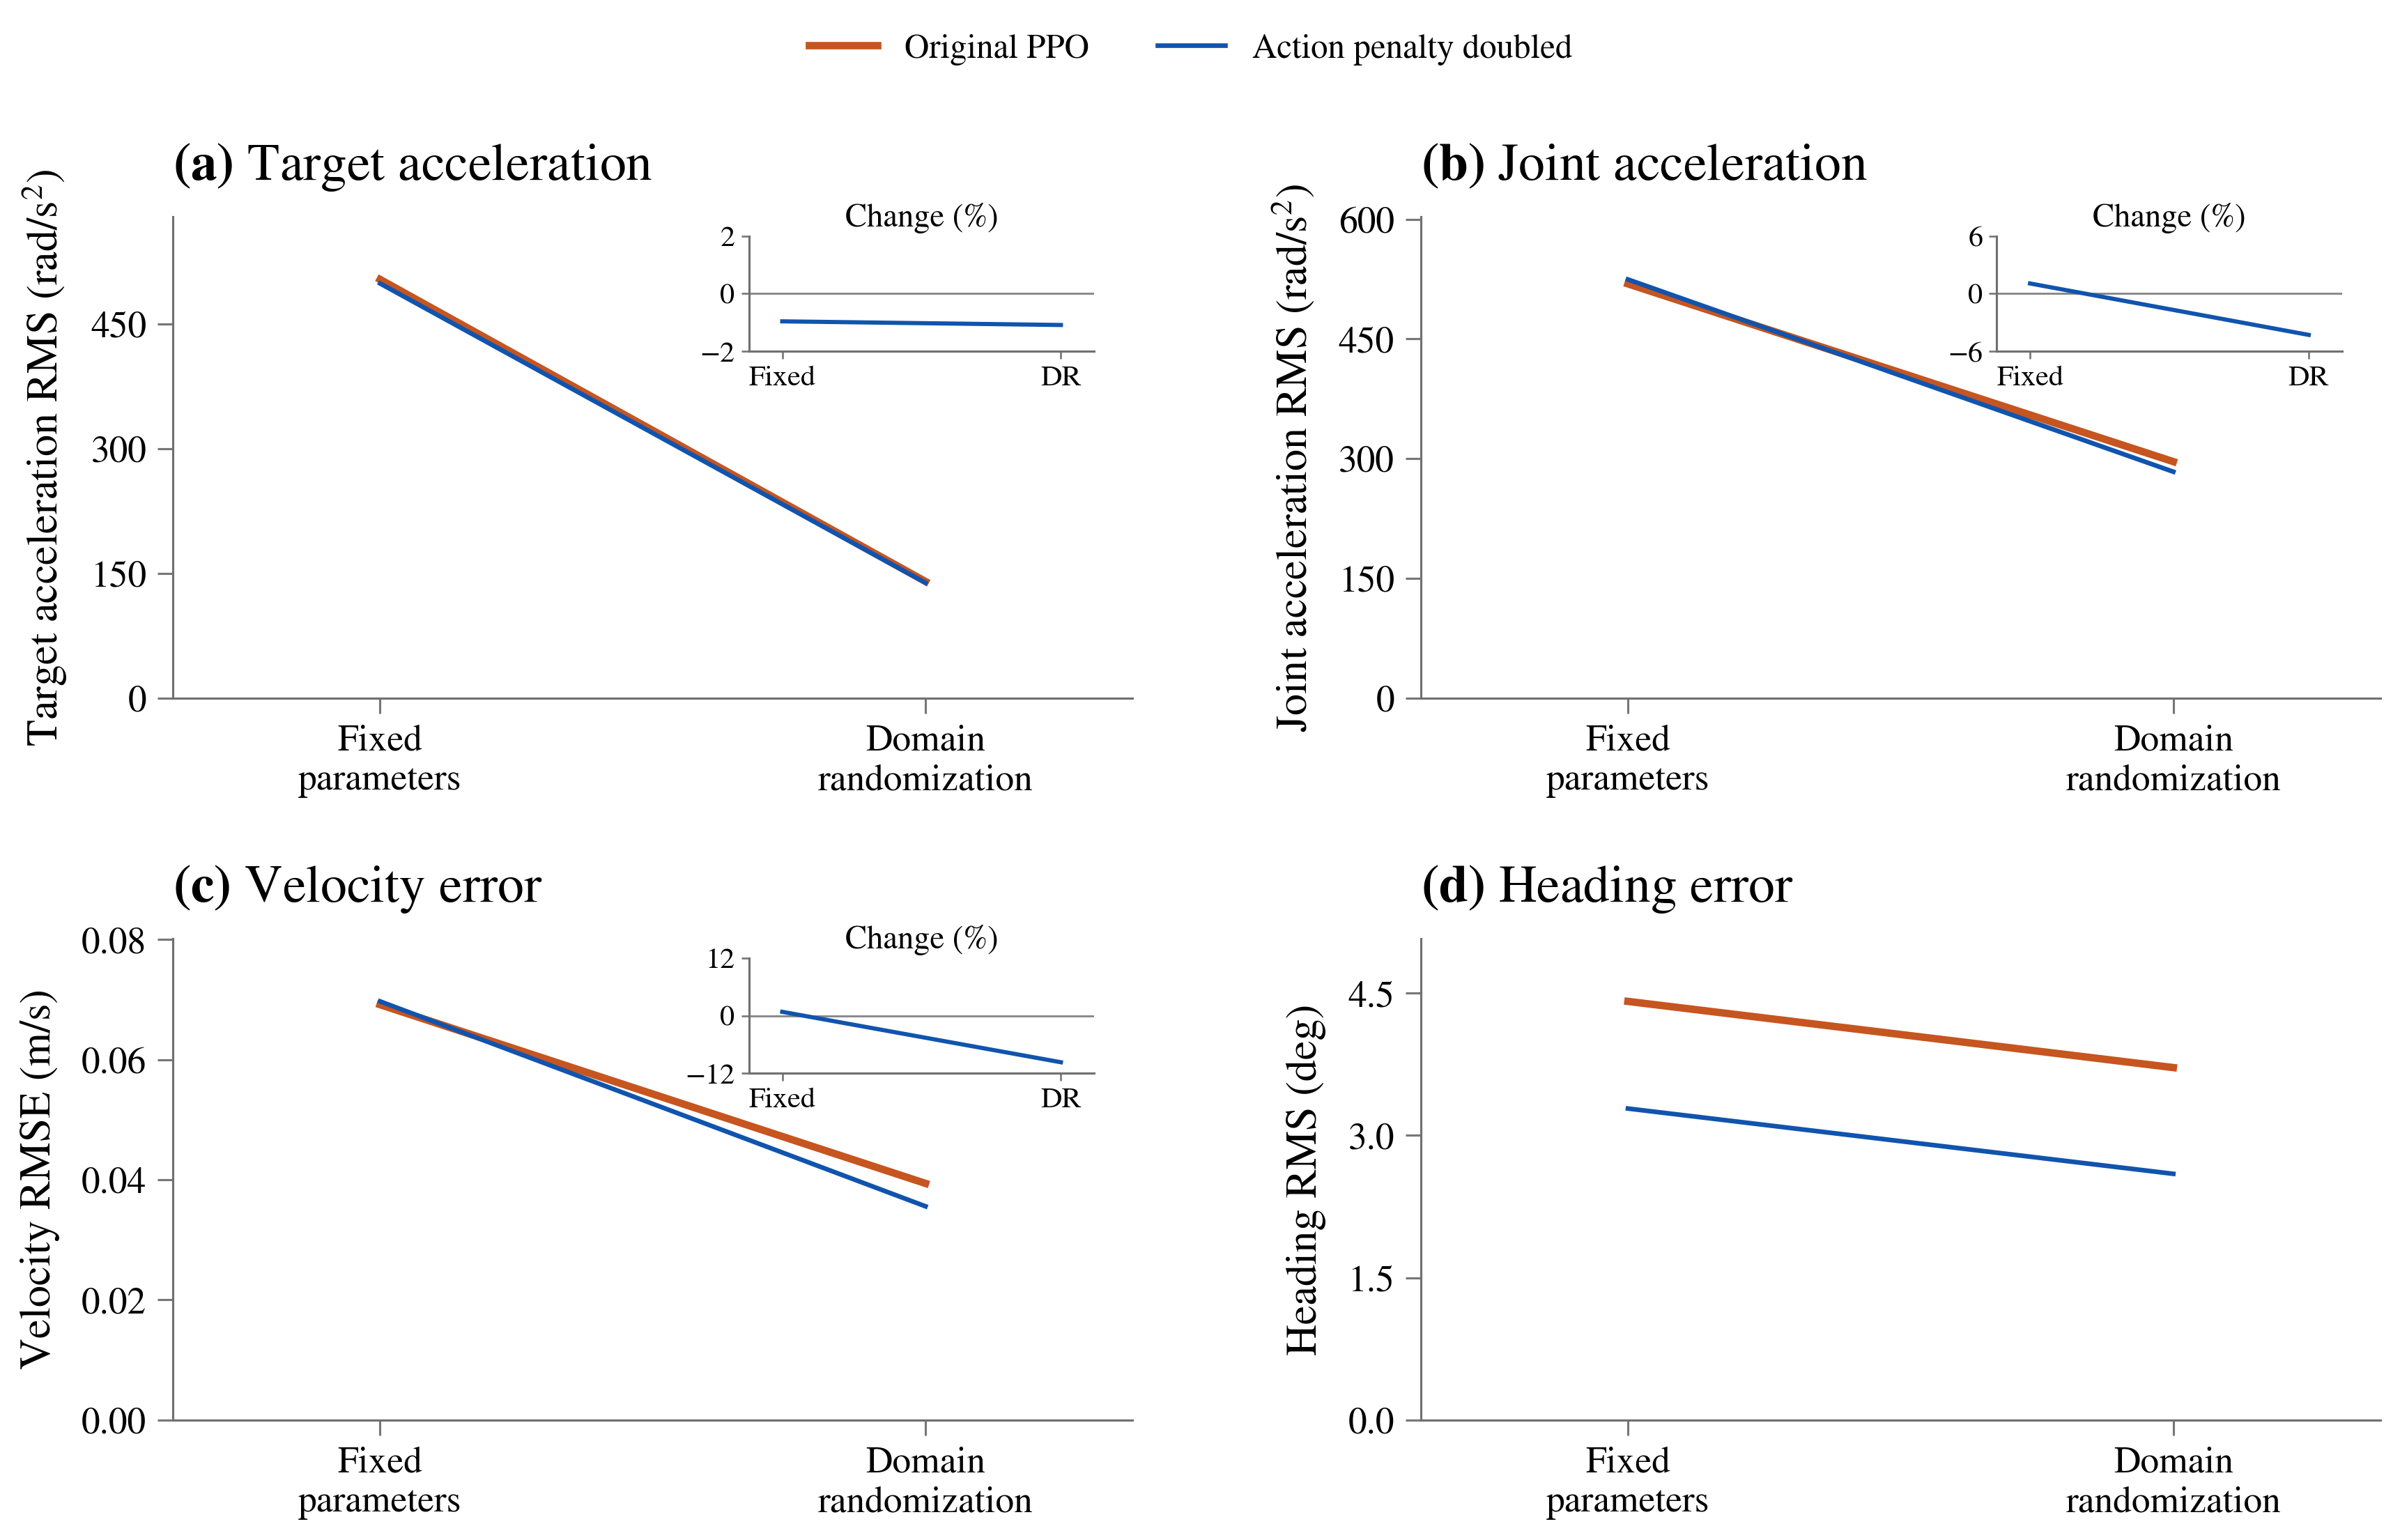 Original PPO
Action penalty doubled
(a) Target acceleration
Target acceleration RMS (rad/s²)
450
300
150
0
Fixed
parameters
Domain
randomization
Change (%)
2
0
−2
Fixed
DR
(b) Joint acceleration
Joint acceleration RMS (rad/s²)
600
450
300
150
0
Fixed
parameters
Domain
randomization
Change (%)
6
0
−6
Fixed
DR
(c) Velocity error
Velocity RMSE (m/s)
0.08
0.06
0.04
0.02
0.00
Fixed
parameters
Domain
randomization
Change (%)
12
0
−12
Fixed
DR
(d) Heading error
Heading RMS (deg)
4.5
3.0
1.5
0.0
Fixed
parameters
Domain
randomization